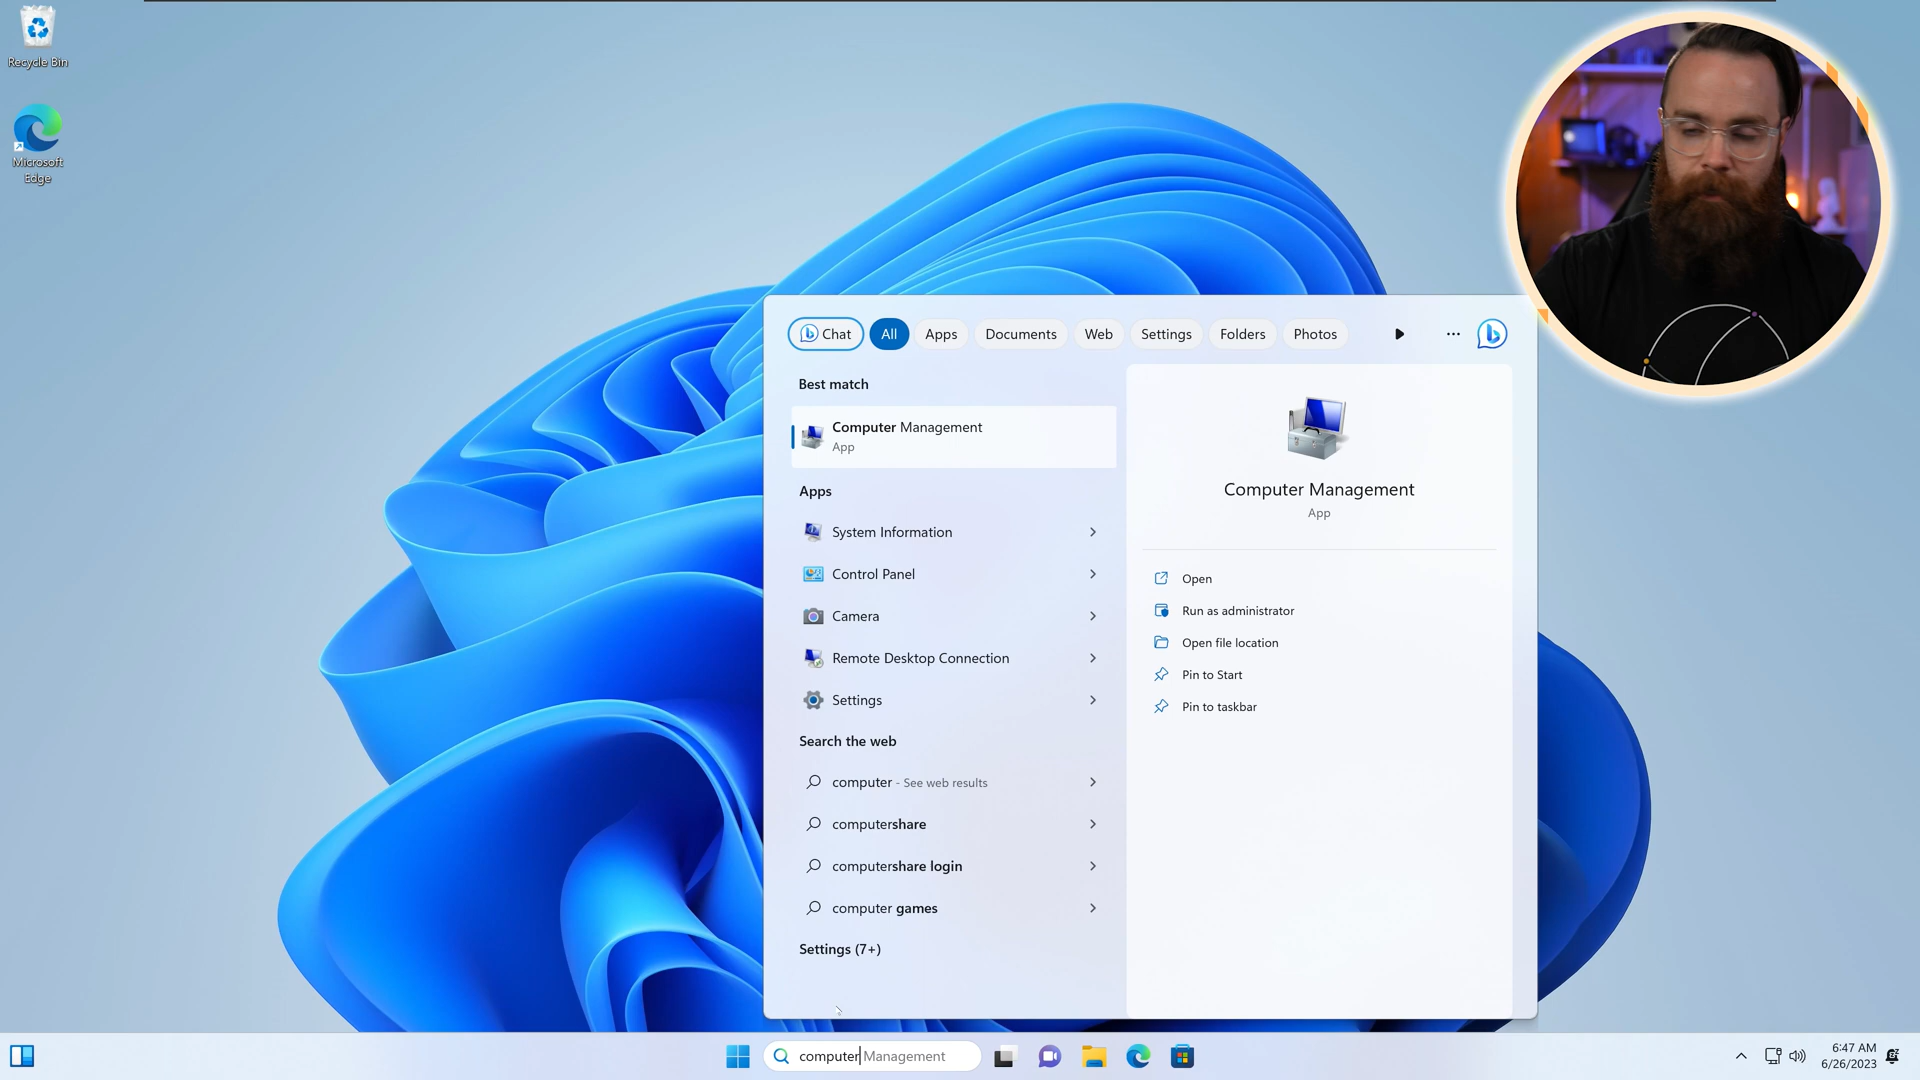 Recycle Bin
Microsoft
Edge
Chat
All
Apps
Documents
Web
Settings
Folders
Photos
Best match
Computer Management
App
Apps
System Information
Control Panel
Camera
Remote Desktop Connection
Settings
Search the web
computer - See web results
computershare
computershare login
computer games
Settings (7+)
Computer Management
App
Open
Run as administrator
Open file location
Pin to Start
Pin to taskbar
computer Management
6:47 AM
6/26/2023